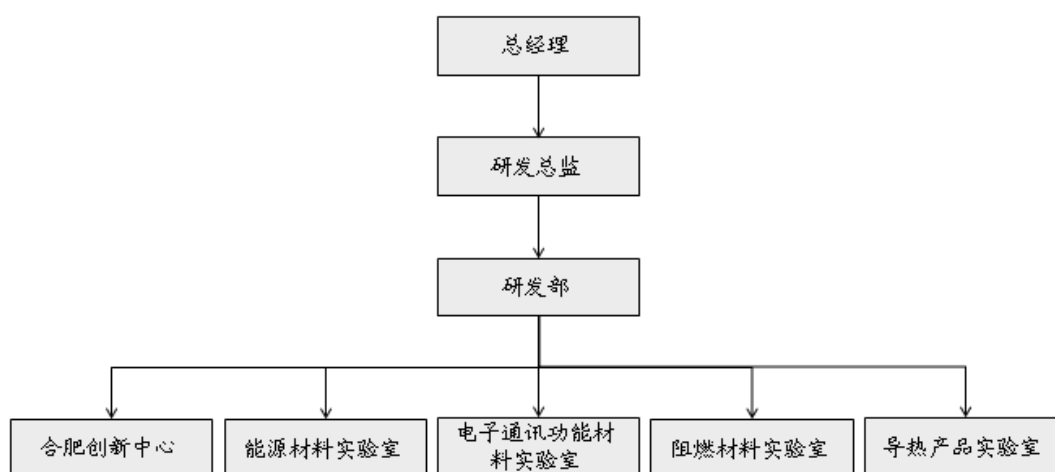 总经理
研发总监
研发部
合肥创新中心
能源材料实验室
电子通讯功能材
料实验室
阻燃材料实验室
导热产品实验室